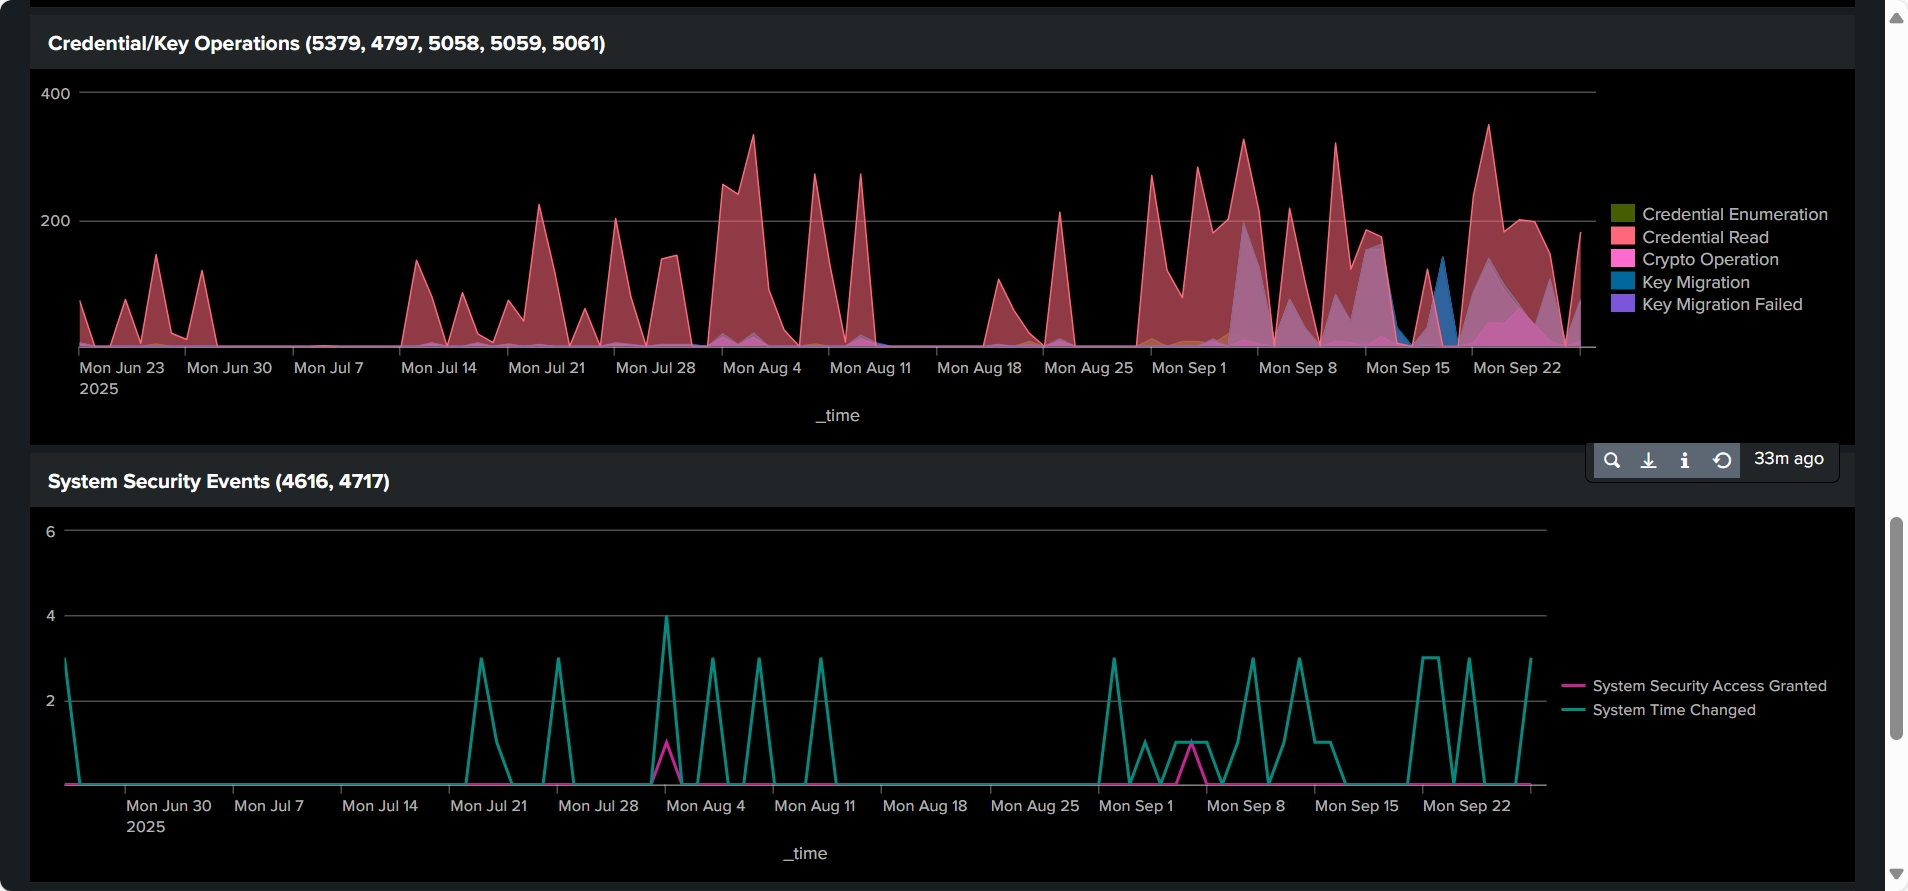 Credential/Key Operations (5379, 4797, 5058, 5059, 5061)
400
200
Credential Enumeration
Credential Read
Crypto Operation
Key Migration
Key Migration Failed
Mon Jun 23 Mon Jun 30 Mon Jul 7 Mon Jul 14 Mon Jul 21 Mon Jul 28 Mon Aug 4 Mon Aug 11 Mon Aug 18 Mon Aug 25 Mon Sep 1 Mon Sep 8 Mon Sep 15 Mon Sep 22
2025
_time
33m ago
System Security Events (4616, 4717)
6
4
2
System Security Access Granted
System Time Changed
Mon Jun 30 Mon Jul 7 Mon Jul 14 Mon Jul 21 Mon Jul 28 Mon Aug 4 Mon Aug 11 Mon Aug 18 Mon Aug 25 Mon Sep 1 Mon Sep 8 Mon Sep 15 Mon Sep 22
2025
_time